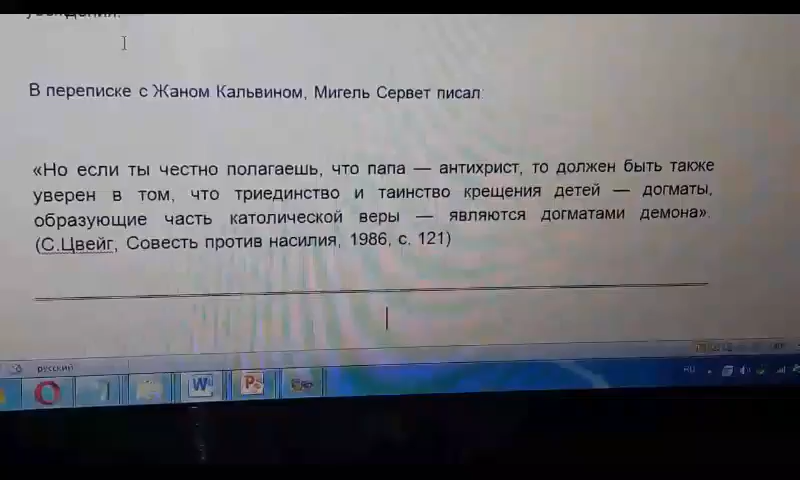 В переписке с Жаном Кальвином, Мигель Сервет писал:
«Но если ты честно полагаешь, что папа — антихрист, то должен быть также
уверен в том, что триединство и таинство крещения детей — догматы,
образующие часть католической веры — являются догматами демона».
(С.Цвейг, Совесть против насилия, 1986, с. 121)
русский
RU